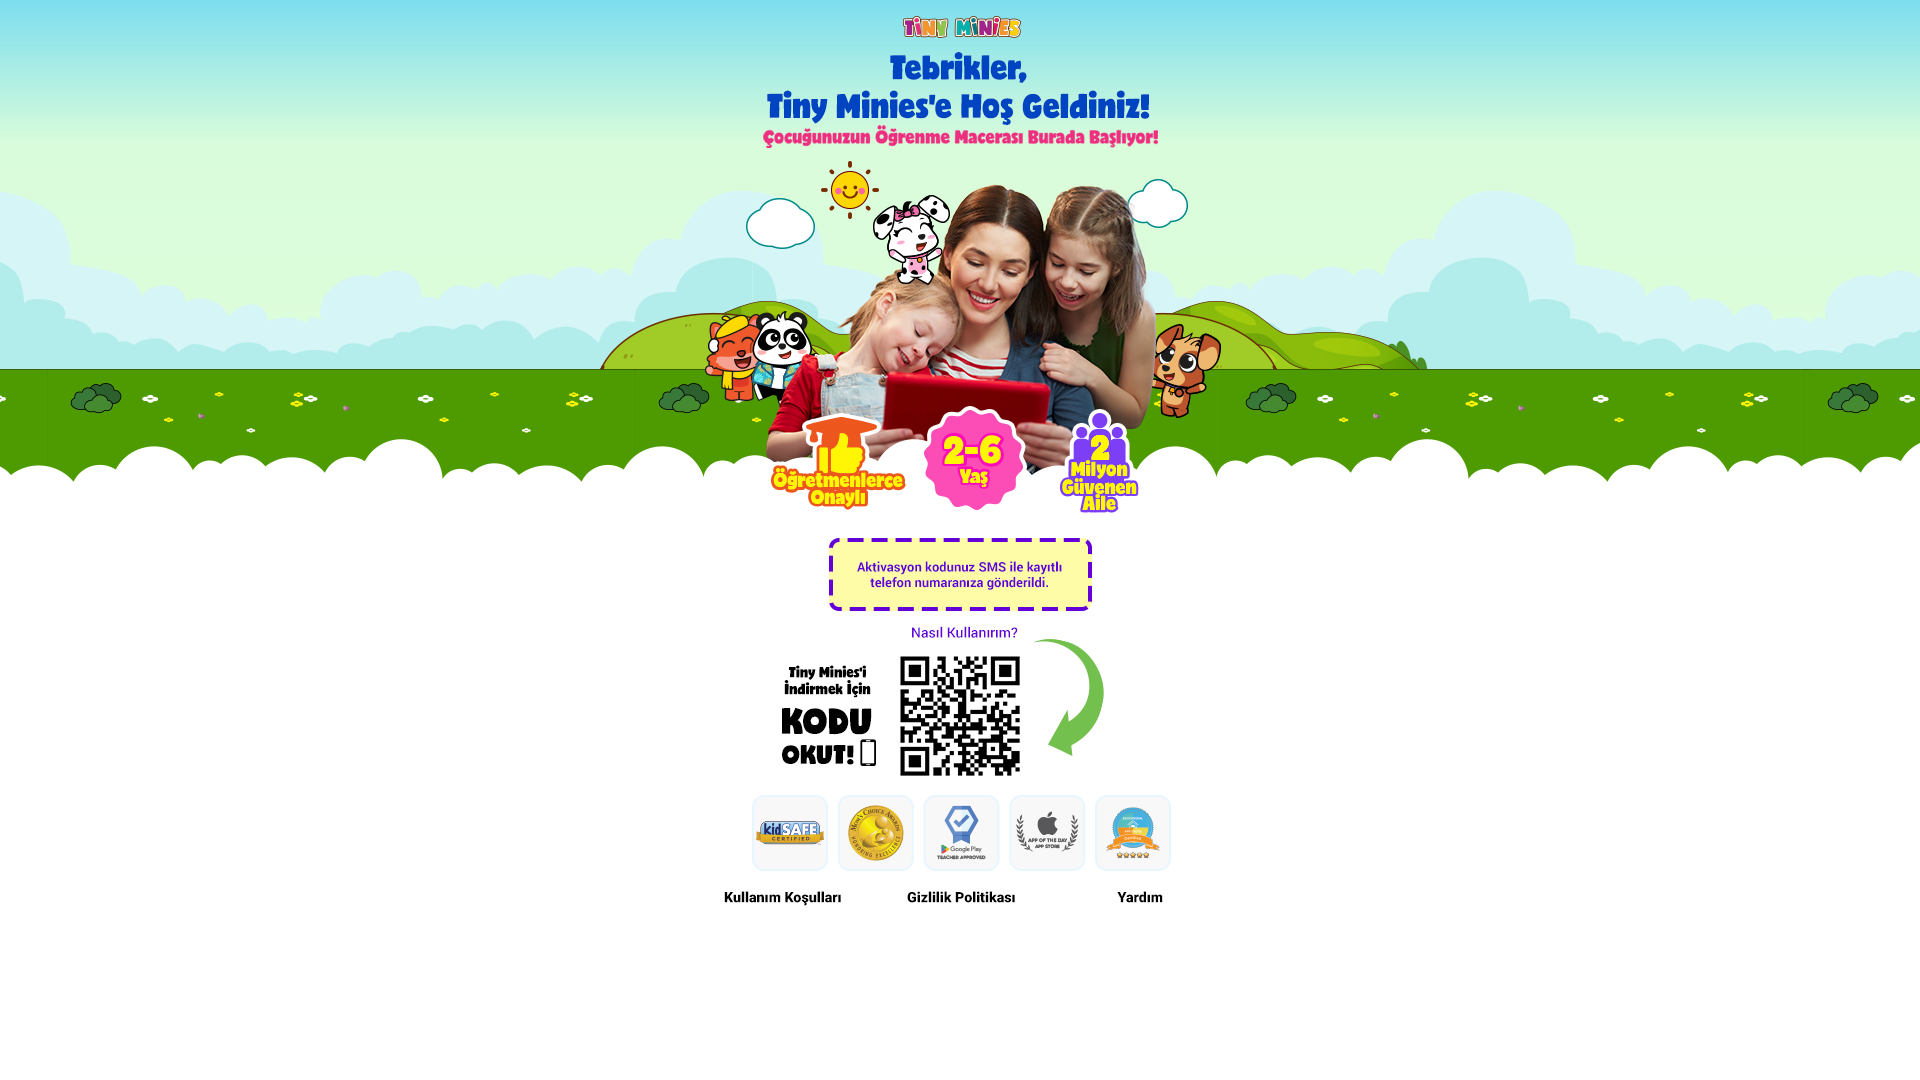 TINY MINIES
Tebrikler,
Tiny Minies'e Hoş Geldiniz!
Çocuğunuzun Öğrenme Macerası Burada Başlıyor!
Öğretmenlerce
Onaylı
2-6
Yaş
2
Milyon
Güvenen
Aile
Aktivasyon kodunuz SMS ile kayıtlı
telefon numaranıza gönderildi.
Nasıl Kullanırım?
Tiny Minies'i
İndirmek İçin
KODU
OKUT!
kidSAFE
CERTIFIED
MOM'S CHOICE AWARDS
HONORING EXCELLENCE
Google Play
TEACHER APPROVED
APP OF THE DAY
APP STORE
Kullanım Koşulları
Gizlilik Politikası
Yardım